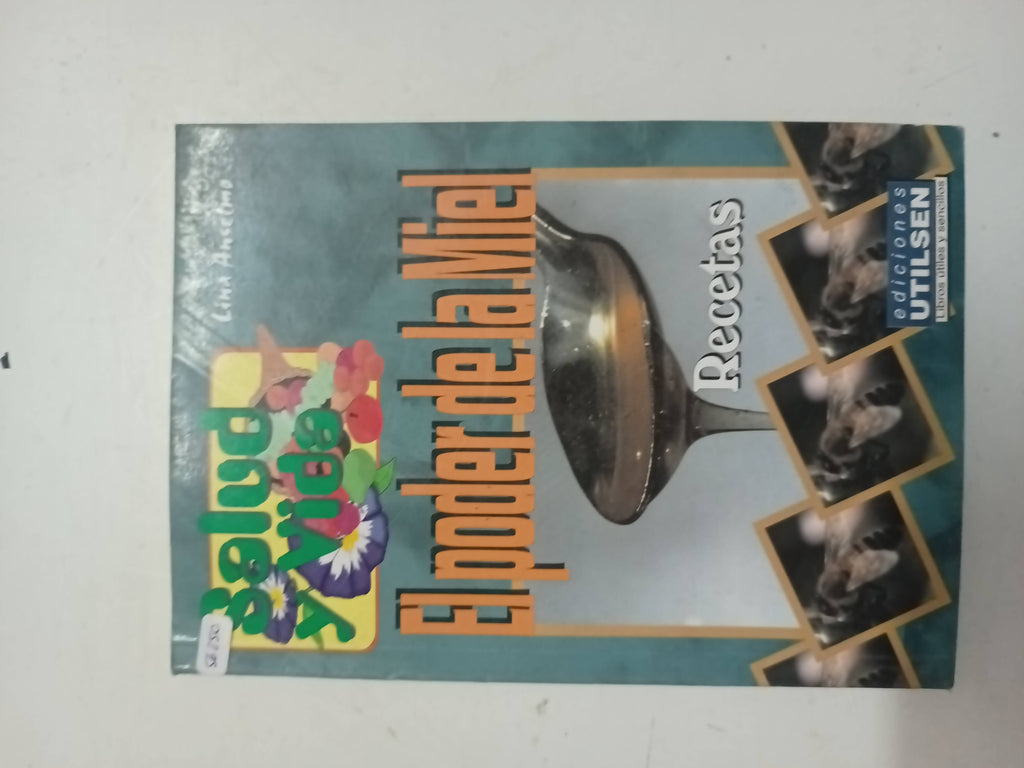 Lina Anselmo
Salud
y Vida
El poder de la Miel
Recetas
ediciones
UTILSEN
Libros útiles y sencillos